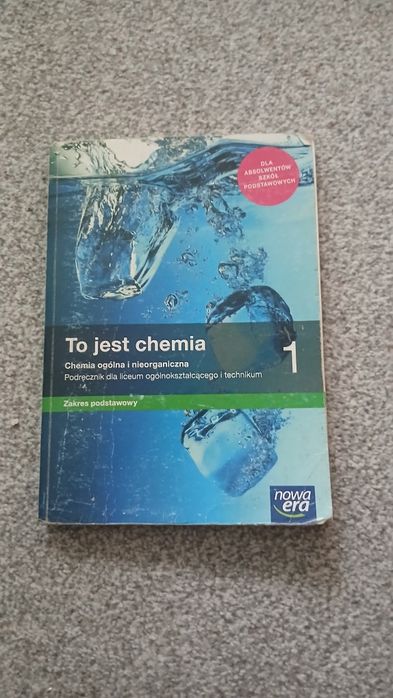 DLA
ABSOLWENTÓW
SZKÓŁ
PODSTAWOWYCH
To jest chemia
1
Chemia ogólna i nieorganiczna
Podręcznik dla liceum ogólnokształcącego i technikum
Zakres podstawowy
nowa
era